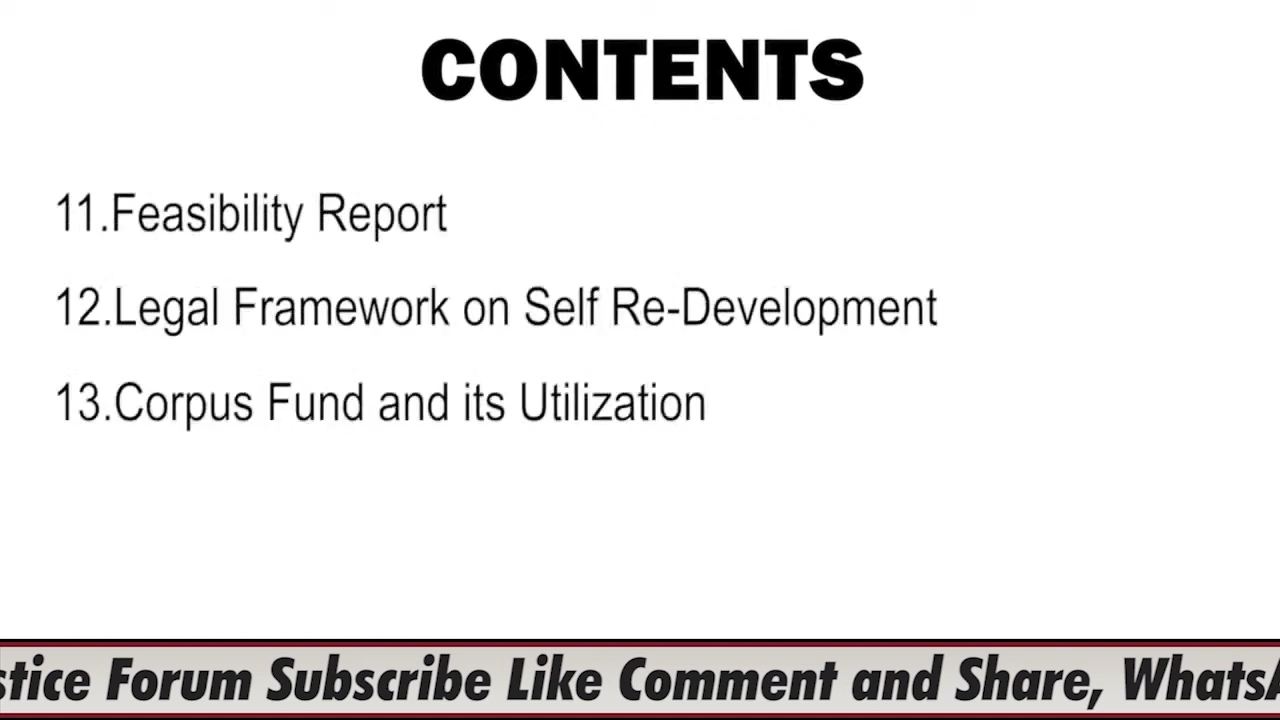 CONTENTS
11.Feasibility Report
12.Legal Framework on Self Re-Development
13.Corpus Fund and its Utilization
Forum Subscribe Like Comment and Share,